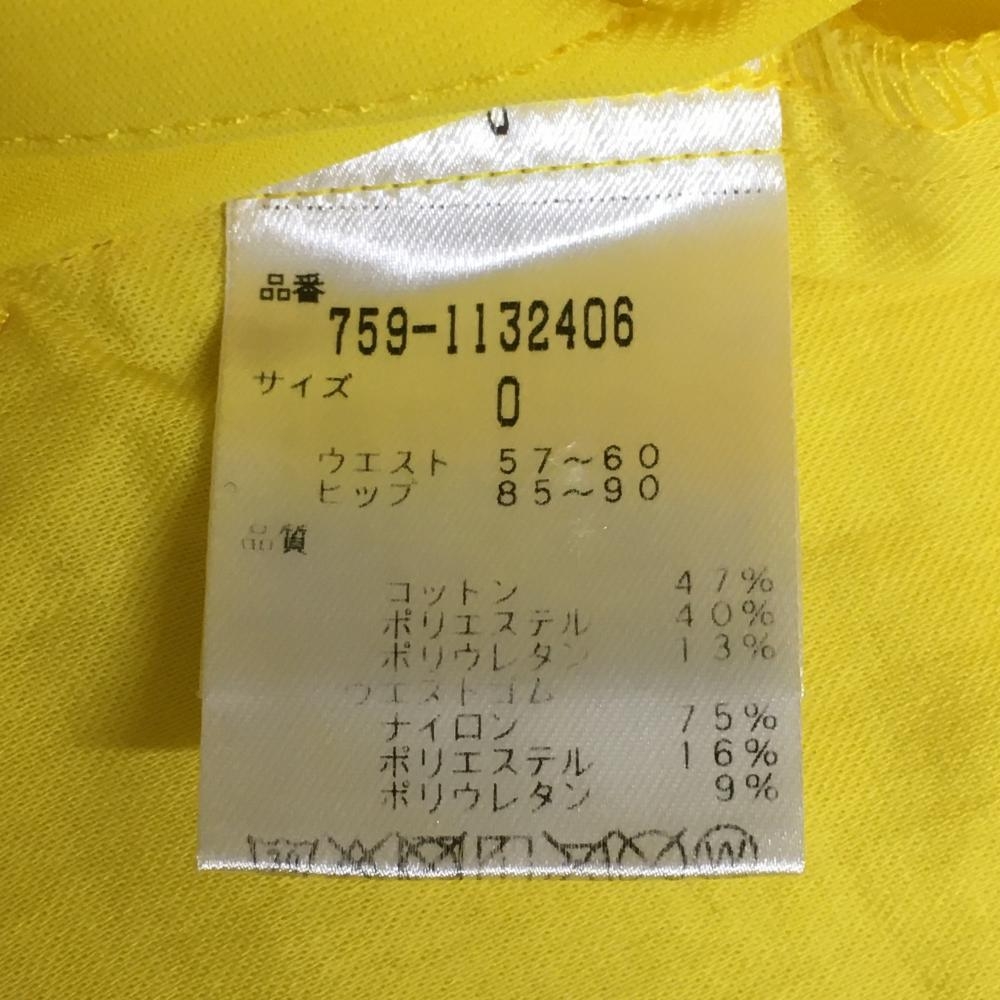 品番
759-1132406
サイズ 0
ウエスト 57〜60
ヒップ 85〜90
品質
コットン 47%
ポリエステル 40%
ポリウレタン 13%
ウエストゴム
ナイロン 75%
ポリエステル 16%
ポリウレタン 9%